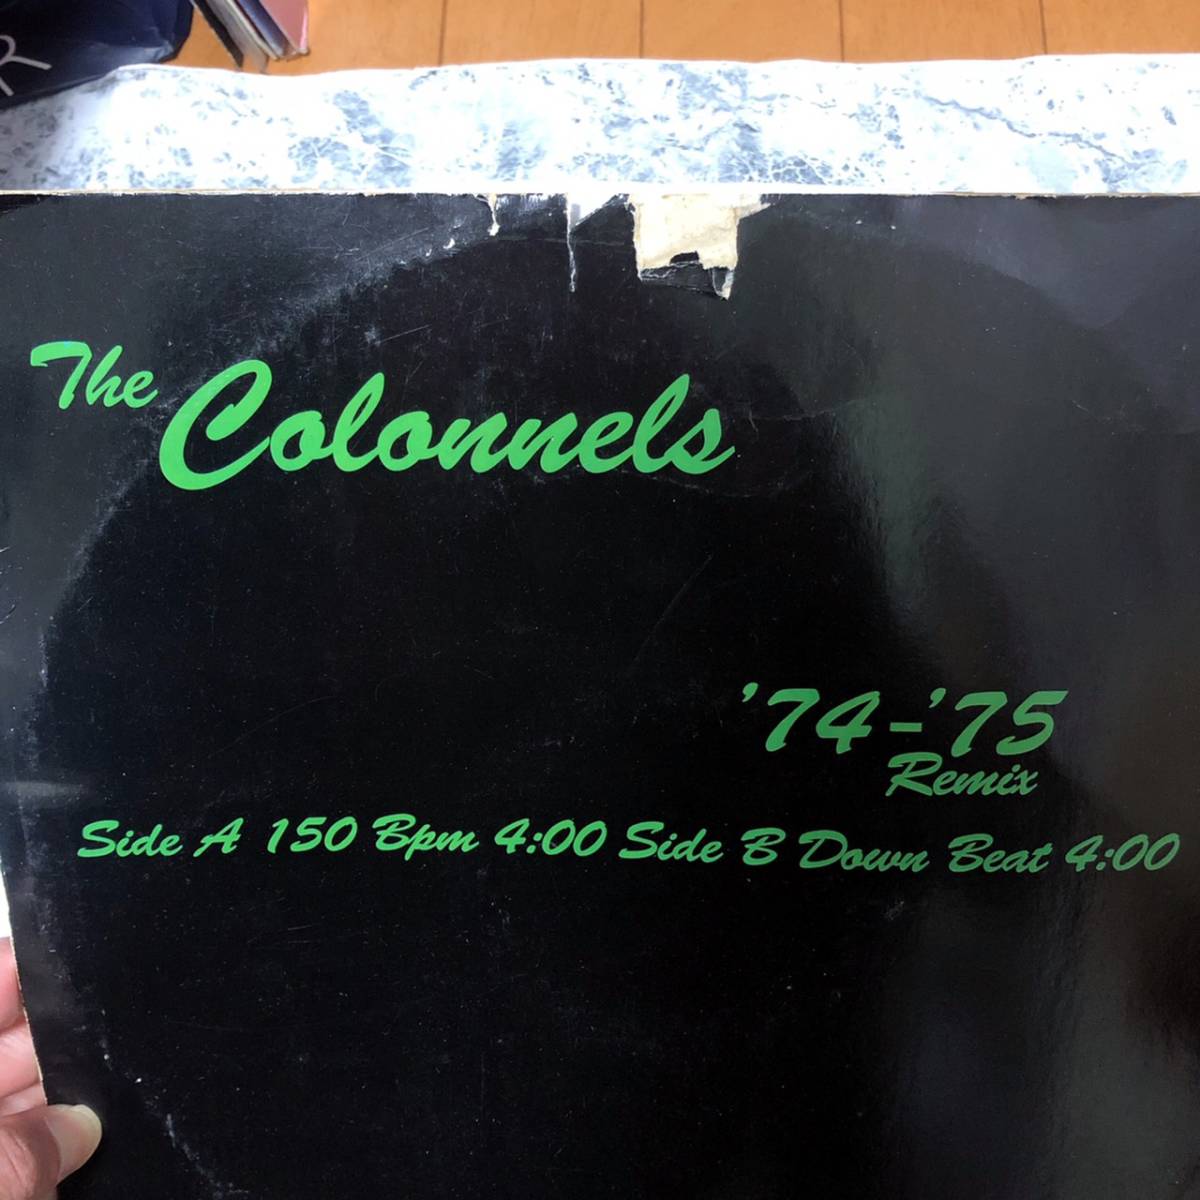 The Colonnels
'74-'75
Remix
Side A 150 Bpm 4:00 Side B Down Beat 4:00
R